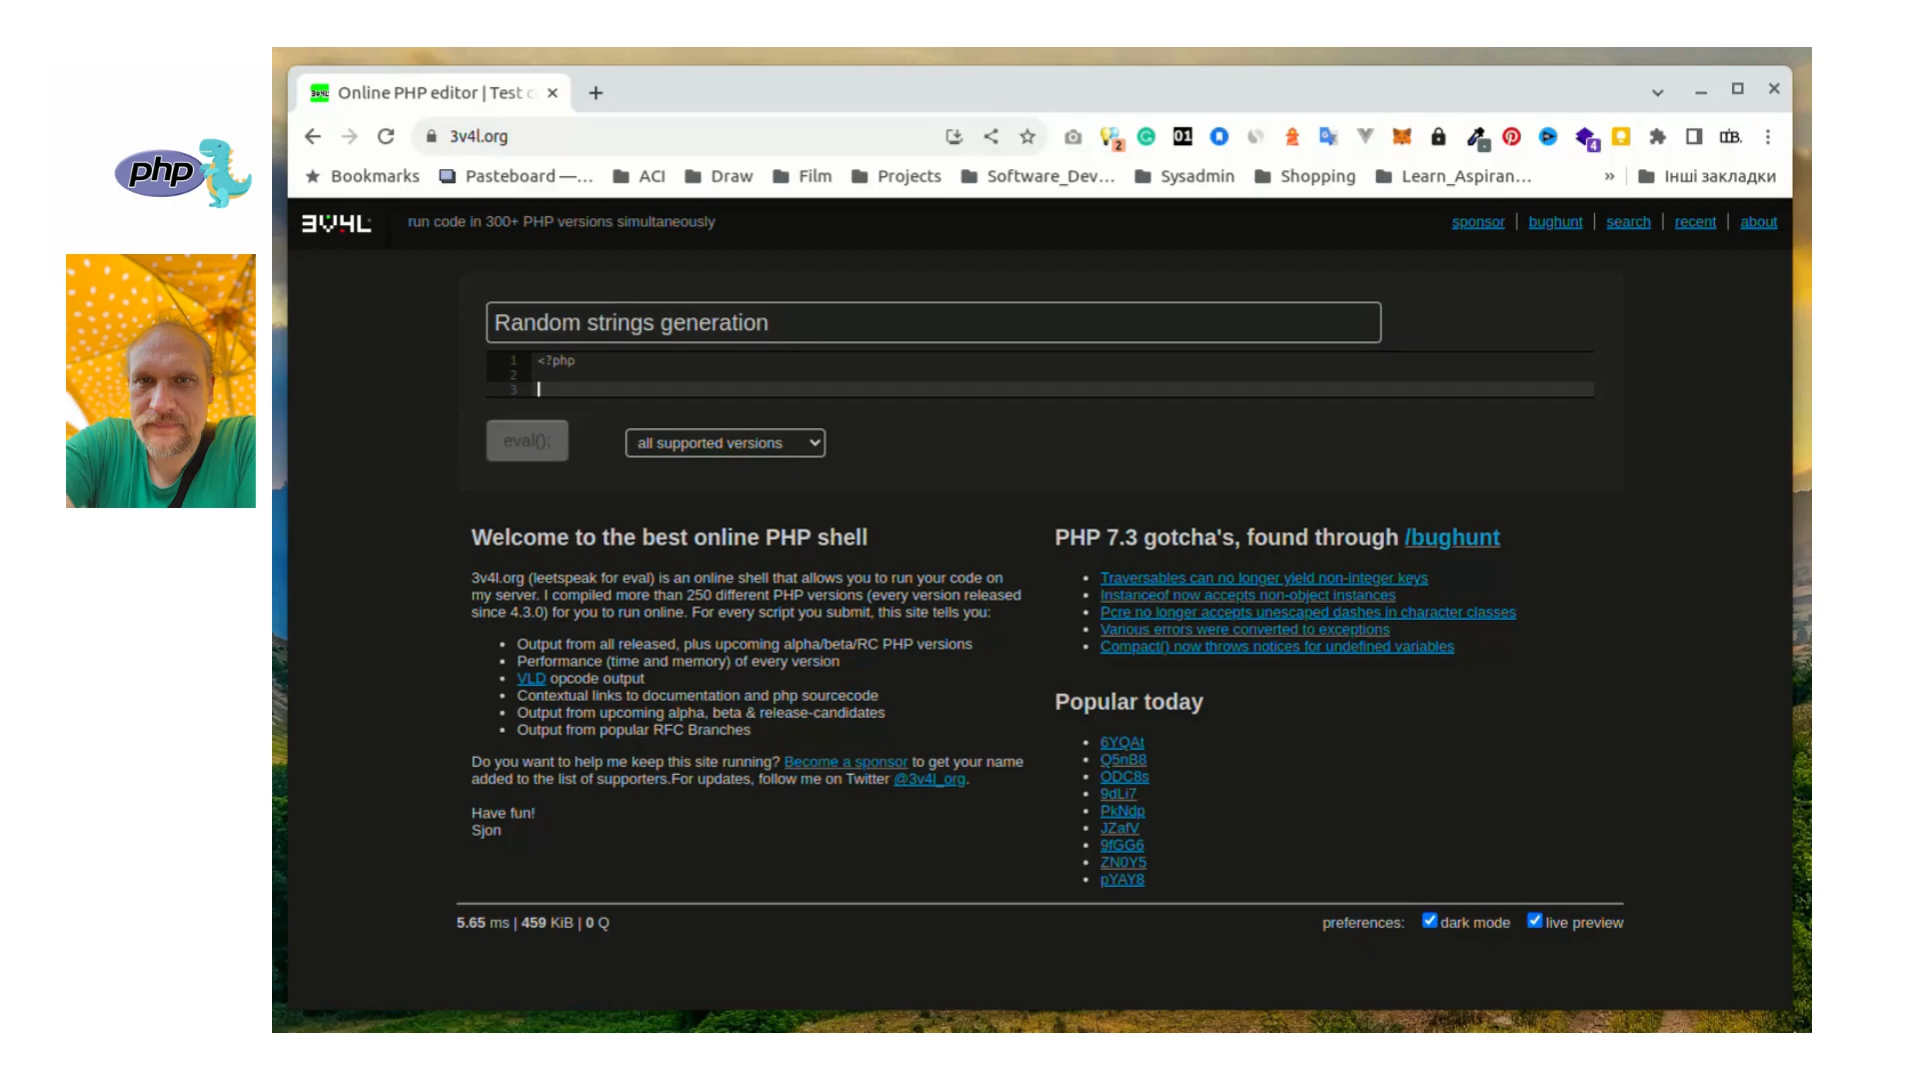 Online PHP editor | Test c
3v4l.org
2
01
4
ПВ.
Bookmarks
Pasteboard —...
ACI
Draw
Film
Projects
Software_Dev...
Sysadmin
Shopping
Learn_Aspiran...
»
Інші закладки
php
3V4L
run code in 300+ PHP versions simultaneously
sponsor | bughunt | search | recent | about
Random strings generation
1 <?php
2
3
eval();
all supported versions
Welcome to the best online PHP shell
3v4l.org (leetspeak for eval) is an online shell that allows you to run your code on
my server. I compiled more than 250 different PHP versions (every version released
since 4.3.0) for you to run online. For every script you submit, this site tells you:
• Output from all released, plus upcoming alpha/beta/RC PHP versions
• Performance (time and memory) of every version
• VLD opcode output
• Contextual links to documentation and php sourcecode
• Output from upcoming alpha, beta & release-candidates
• Output from popular RFC Branches
Do you want to help me keep this site running? Become a sponsor to get your name
added to the list of supporters.For updates, follow me on Twitter @3v4l_org.
Have fun!
Sjon
PHP 7.3 gotcha's, found through /bughunt
• Traversables can no longer yield non-integer keys
• Instanceof now accepts non-object instances
• Pcre no longer accepts unescaped dashes in character classes
• Various errors were converted to exceptions
• Compact() now throws notices for undefined variables
Popular today
• 6YQAt
• Q5nB8
• ODC8s
• 9dLi7
• PkNdp
• JZafV
• 9fGG6
• ZN0Y5
• pYAY8
5.65 ms | 459 KiB | 0 Q
preferences: dark mode live preview